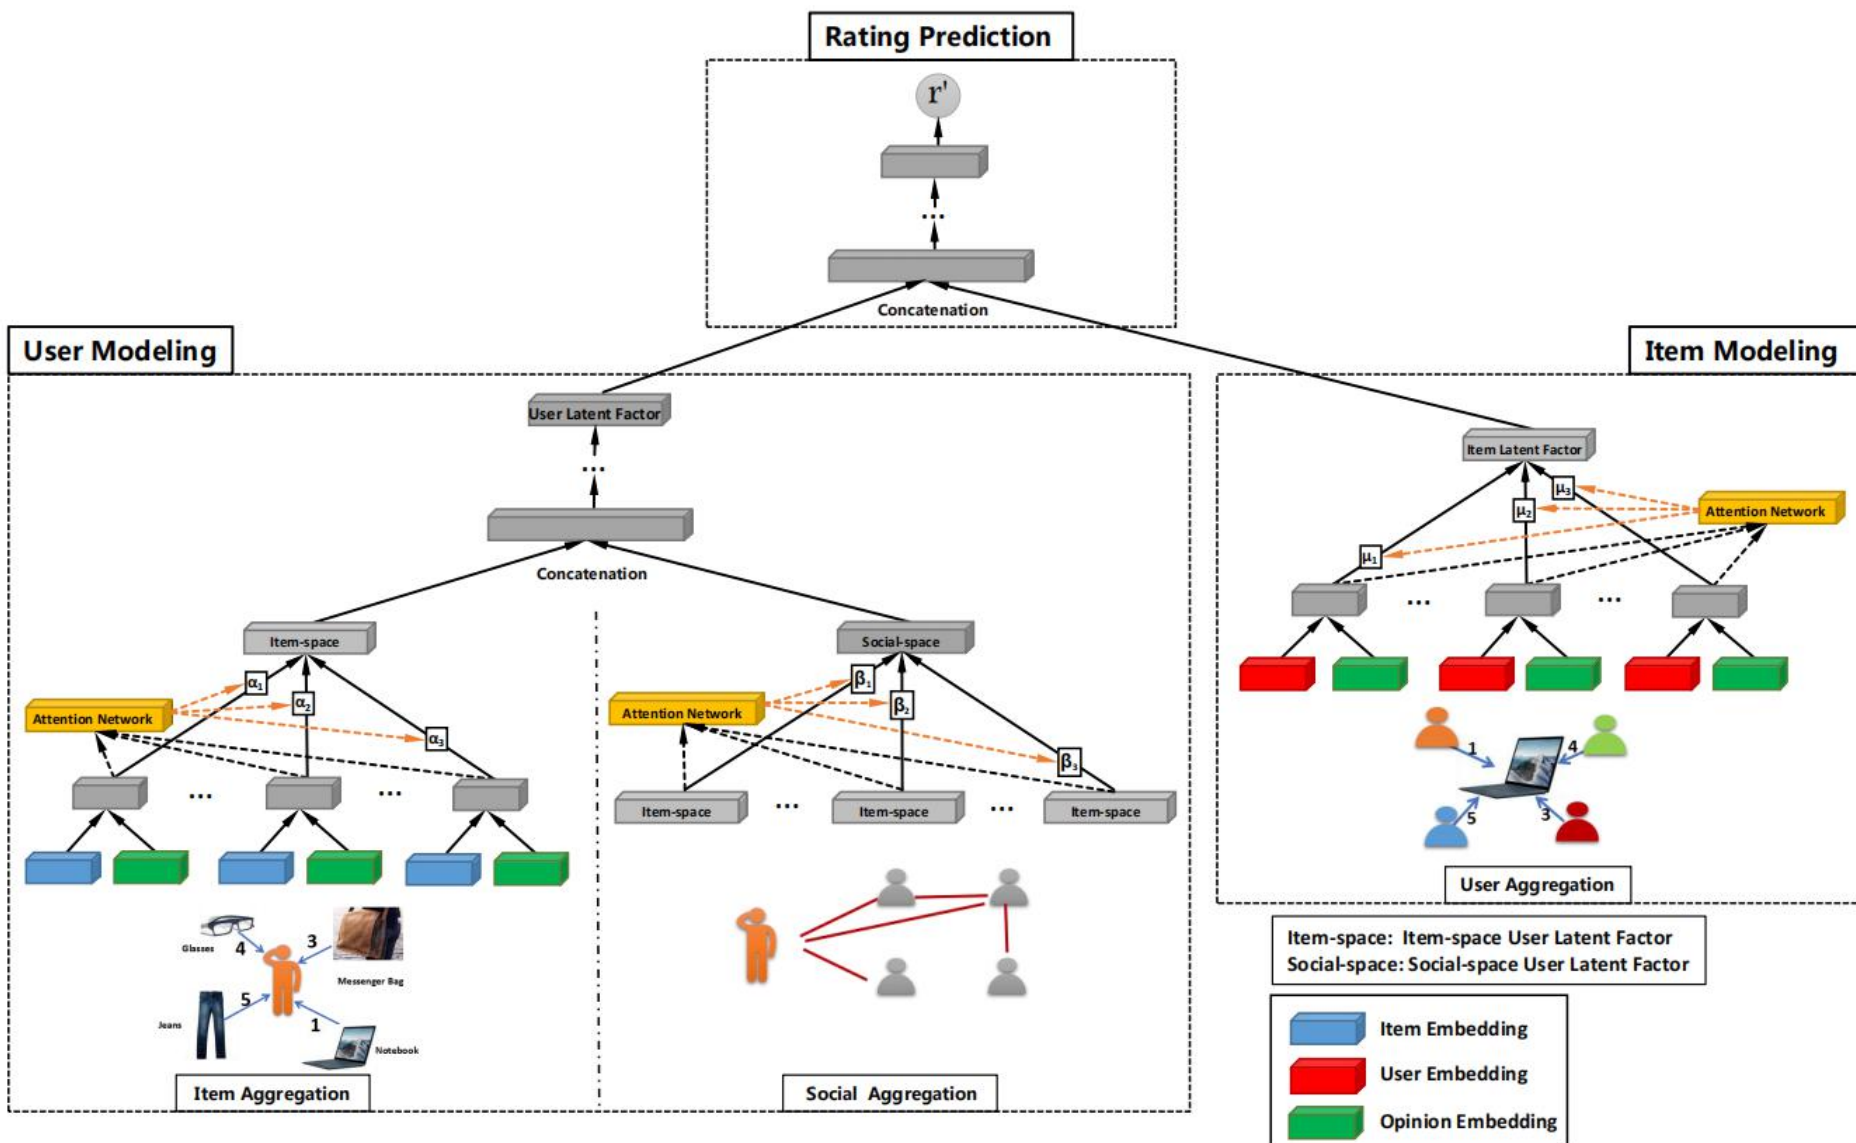 Rating Prediction
r'
...
Concatenation
User Modeling
User Latent Factor
...
Concatenation
Item-space
Social-space
α1
α2
α3
Attention Network
... ...
β1
β2
β3
Attention Network
Item-space ... Item-space ... Item-space
Glasses
4
3
Messenger Bag
Jeans
5
1
Notebook
Item Aggregation
Social Aggregation
Item Modeling
Item Latent Factor
μ3
μ2
μ1
Attention Network
... ...
1
4
5
3
User Aggregation
Item-space: Item-space User Latent Factor
Social-space: Social-space User Latent Factor
Item Embedding
User Embedding
Opinion Embedding